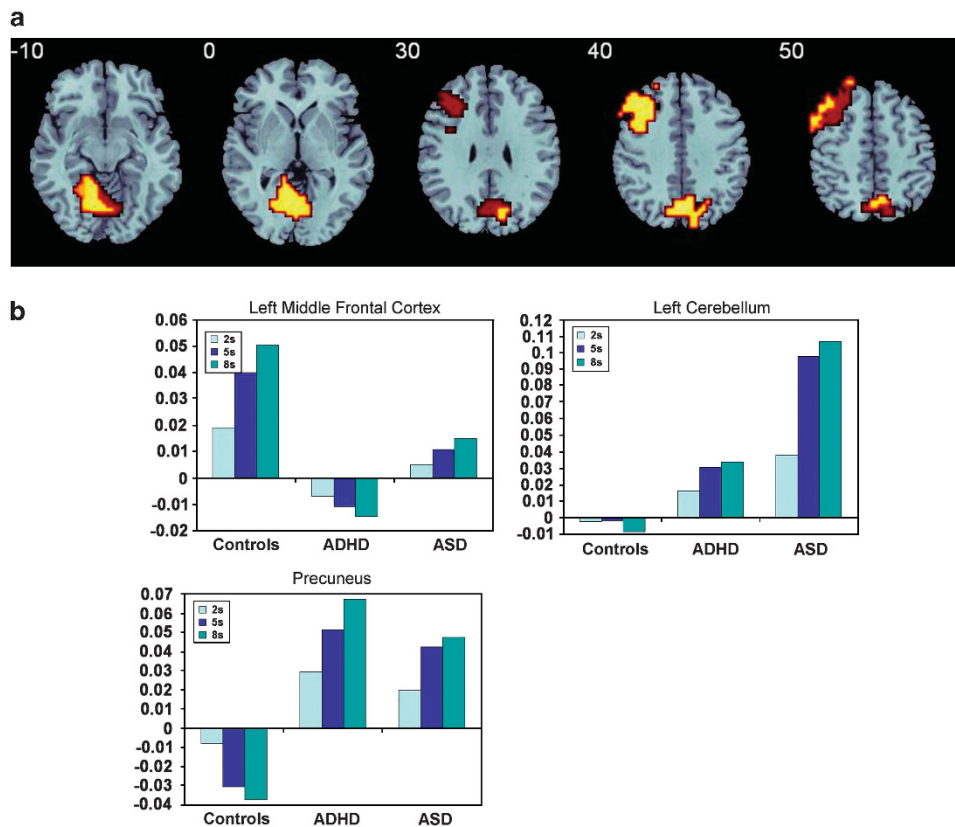 a
-10 0 30 40 50
b
Left Middle Frontal Cortex
0.06
0.05
0.04
0.03
0.02
0.01
0
-0.01
-0.02
2s
5s
8s
Controls ADHD ASD
Left Cerebellum
0.12
0.1
0.09
0.08
0.07
0.06
0.05
0.04
0.03
0.02
0.01
0
-0.01
2s
5s
8s
Controls ADHD ASD
Precuneus
0.07
0.06
0.05
0.04
0.03
0.02
0.01
0
-0.01
-0.02
-0.03
-0.04
2s
5s
8s
Controls ADHD ASD